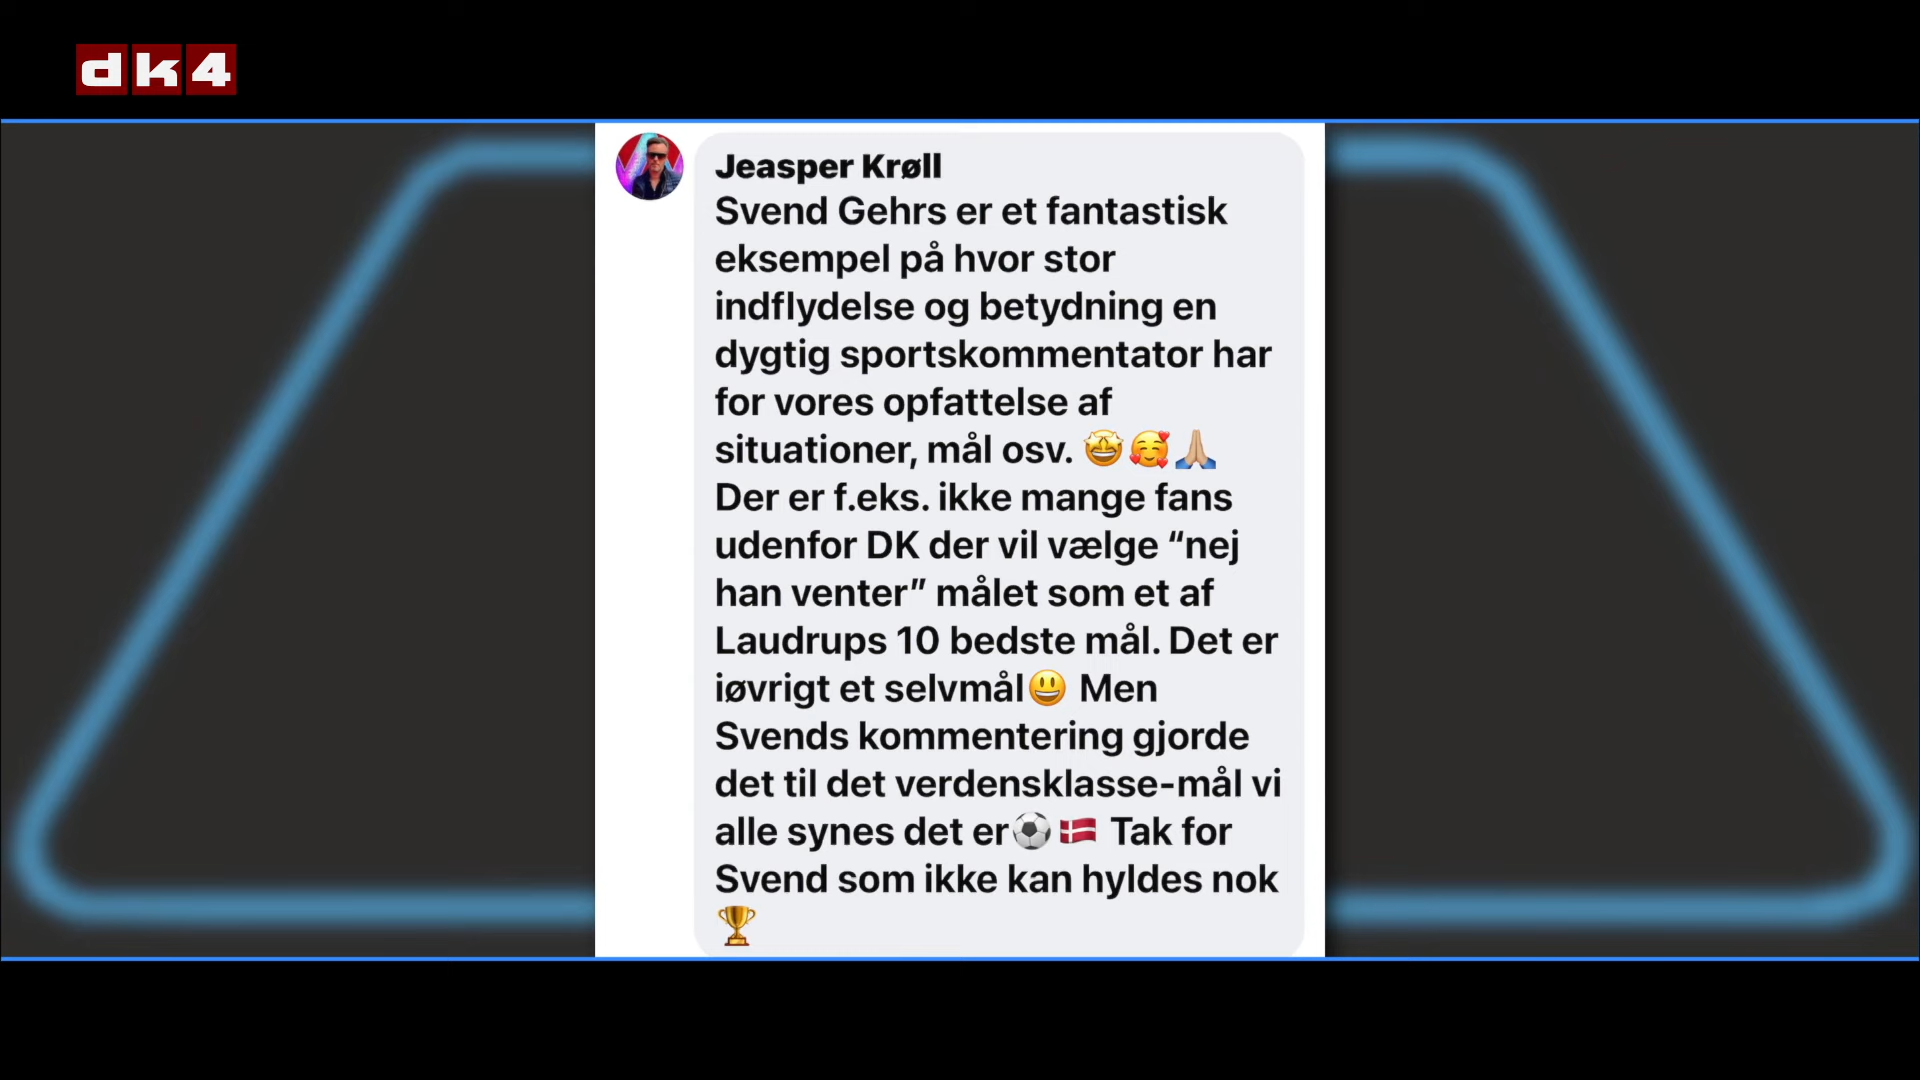 dk4
Jeasper Krøll
Svend Gehrs er et fantastisk
eksempel på hvor stor
indflydelse og betydning en
dygtig sportskommentator har
for vores opfattelse af
situationer, mål osv. 🤩🥰🙏🏼
Der er f.eks. ikke mange fans
udenfor DK der vil vælge “nej
han venter” målet som et af
Laudrups 10 bedste mål. Det er
iøvrigt et selvmål😃 Men
Svends kommentering gjorde
det til det verdensklasse-mål vi
alle synes det er⚽🇩🇰 Tak for
Svend som ikke kan hyldes nok
🏆